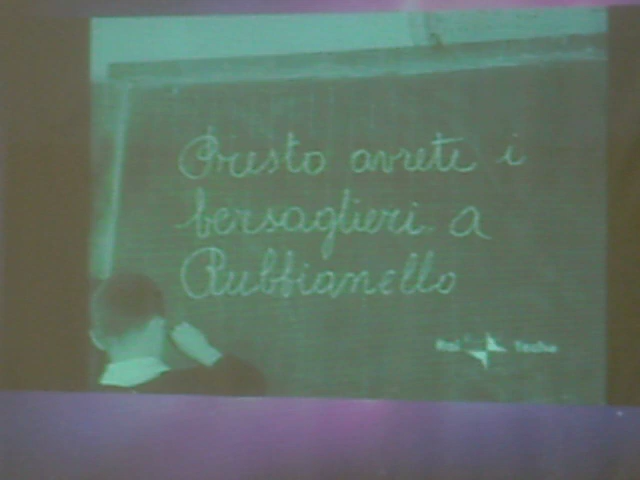 Presto avrete i
bersaglieri a
Rubbianello
Rai Teche